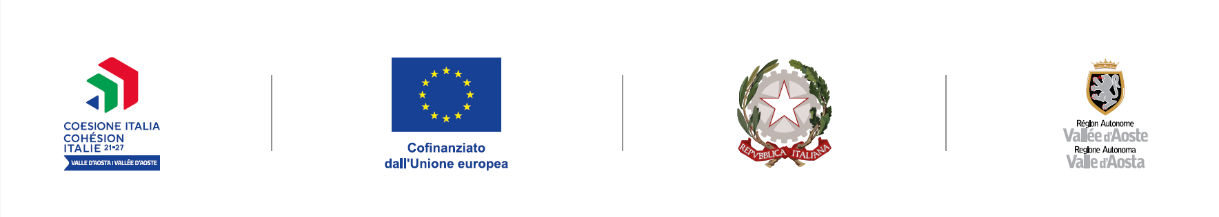 COESIONE ITALIA
COHÉSION
ITALIE 21•27
VALLE D'AOSTA | VALLÉE D'AOSTE
Cofinanziato
dall'Unione europea
REPVBBLICA ITALIANA
Région Autonome
Vallée d'Aoste
Regione Autonoma
Valle d'Aosta